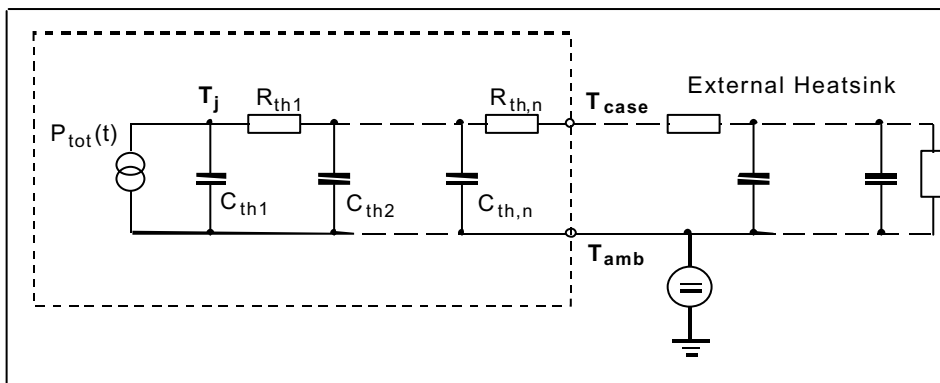 External Heatsink
T_j R_th1 R_th,n T_case
P_tot(t)
C_th1 C_th2 C_th,n
T_amb